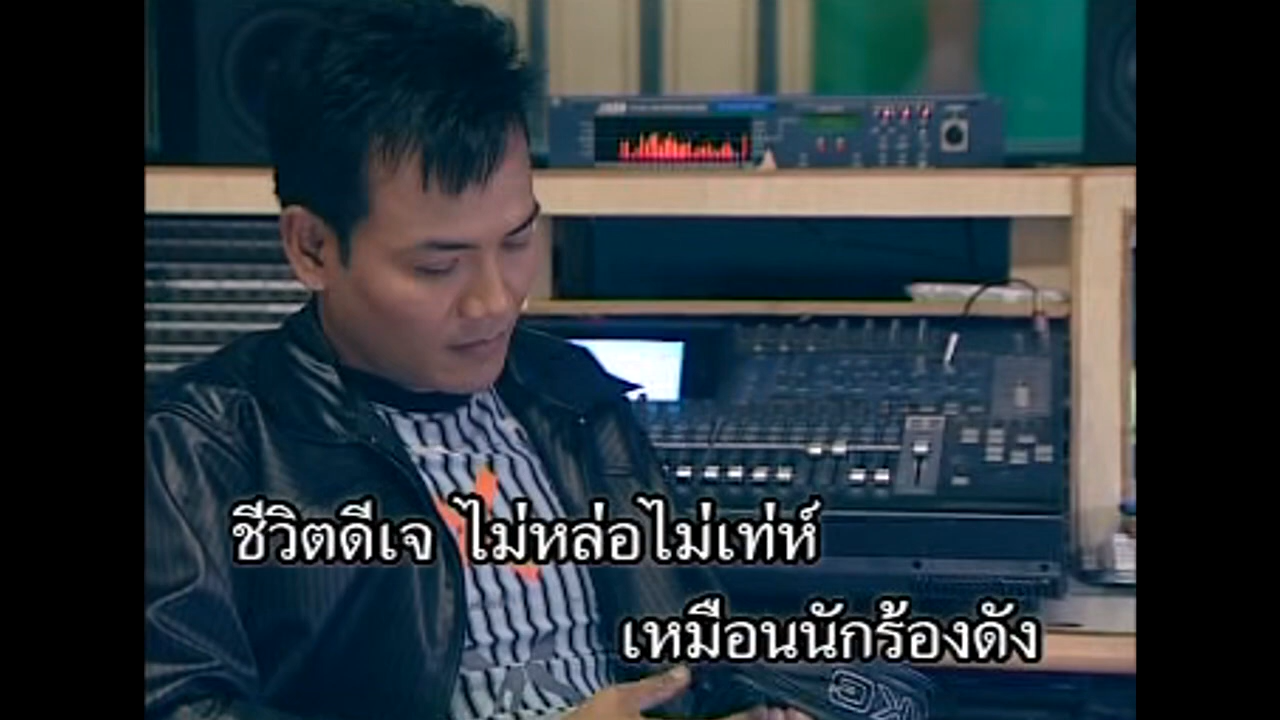 ชีวิตดีเจ ไม่หล่อไม่เท่ห์
เหมือนนักร้องดัง